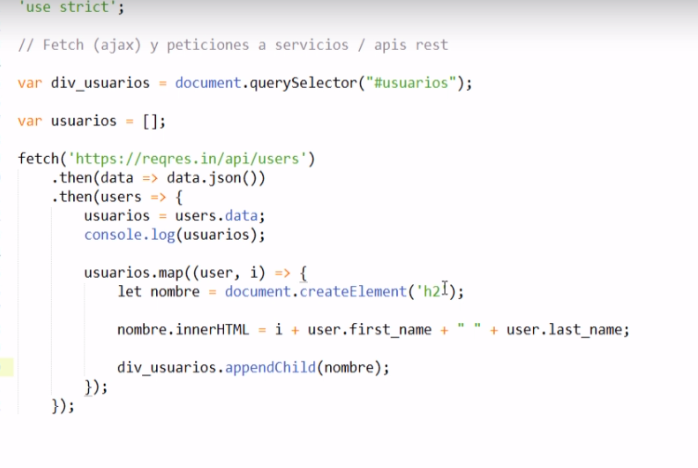 'use strict';
// Fetch (ajax) y peticiones a servicios / apis rest
var div_usuarios = document.querySelector("#usuarios");
var usuarios = [];
fetch('https://reqres.in/api/users')
.then(data => data.json())
.then(users => {
usuarios = users.data;
console.log(usuarios);
usuarios.map((user, i) => {
let nombre = document.createElement('h2');
nombre.innerHTML = i + user.first_name + " " + user.last_name;
div_usuarios.appendChild(nombre);
});
});